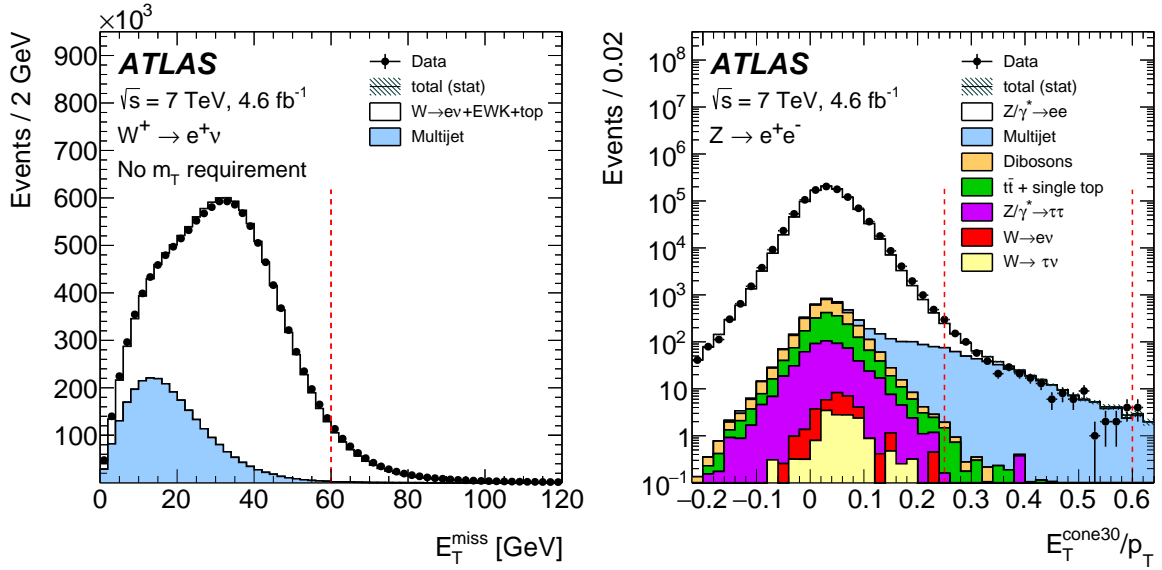 ×10³
Events / 2 GeV
900
800
700
600
500
400
300
200
100
0 20 40 60 80 100 120
E_T^miss [GeV]
ATLAS
√s = 7 TeV, 4.6 fb⁻¹
W⁺ → e⁺ν
No m_T requirement
Data
total (stat)
W→eν+EWK+top
Multijet
Events / 0.02
10⁸
10⁷
10⁶
10⁵
10⁴
10³
10²
10
1
10⁻¹
−0.2 −0.1 0 0.1 0.2 0.3 0.4 0.5 0.6
E_T^cone30/p_T
ATLAS
√s = 7 TeV, 4.6 fb⁻¹
Z → e⁺e⁻
Data
total (stat)
Z/γ*→ee
Multijet
Dibosons
tt̄ + single top
Z/γ*→ττ
W→eν
W→ τν